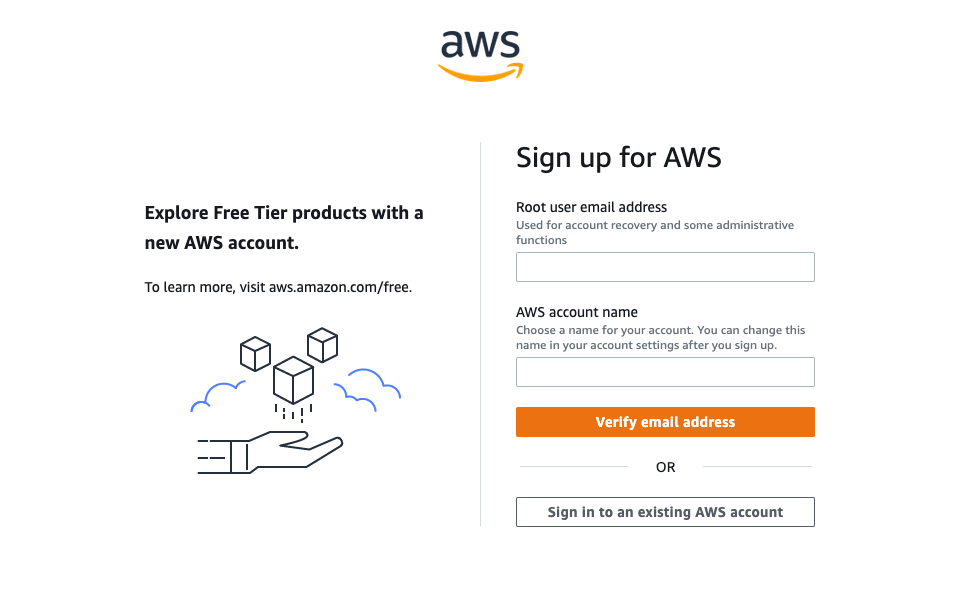 aws
Explore Free Tier products with a
new AWS account.
To learn more, visit aws.amazon.com/free.
Sign up for AWS
Root user email address
Used for account recovery and some administrative
functions
AWS account name
Choose a name for your account. You can change this
name in your account settings after you sign up.
Verify email address
OR
Sign in to an existing AWS account